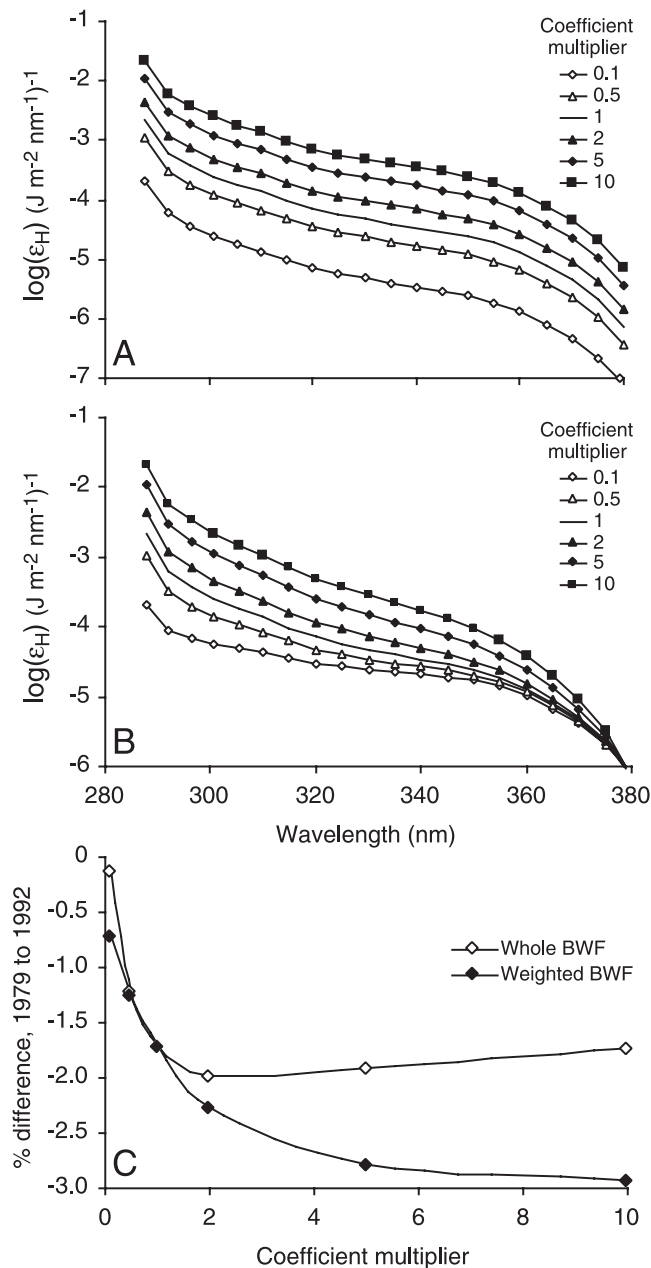 -1
-2
-3
-4
-5
-6
-7
log(εH) (J m-2 nm-1)-1
A
Coefficient
multiplier
0.1
0.5
1
2
5
10
-1
-2
-3
-4
-5
-6
log(εH) (J m-2 nm-1)-1
B
Coefficient
multiplier
0.1
0.5
1
2
5
10
280 300 320 340 360 380
Wavelength (nm)
0
-0.5
-1.0
-1.5
-2.0
-2.5
-3.0
% difference, 1979 to 1992
C
Whole BWF
Weighted BWF
0 2 4 6 8 10
Coefficient multiplier